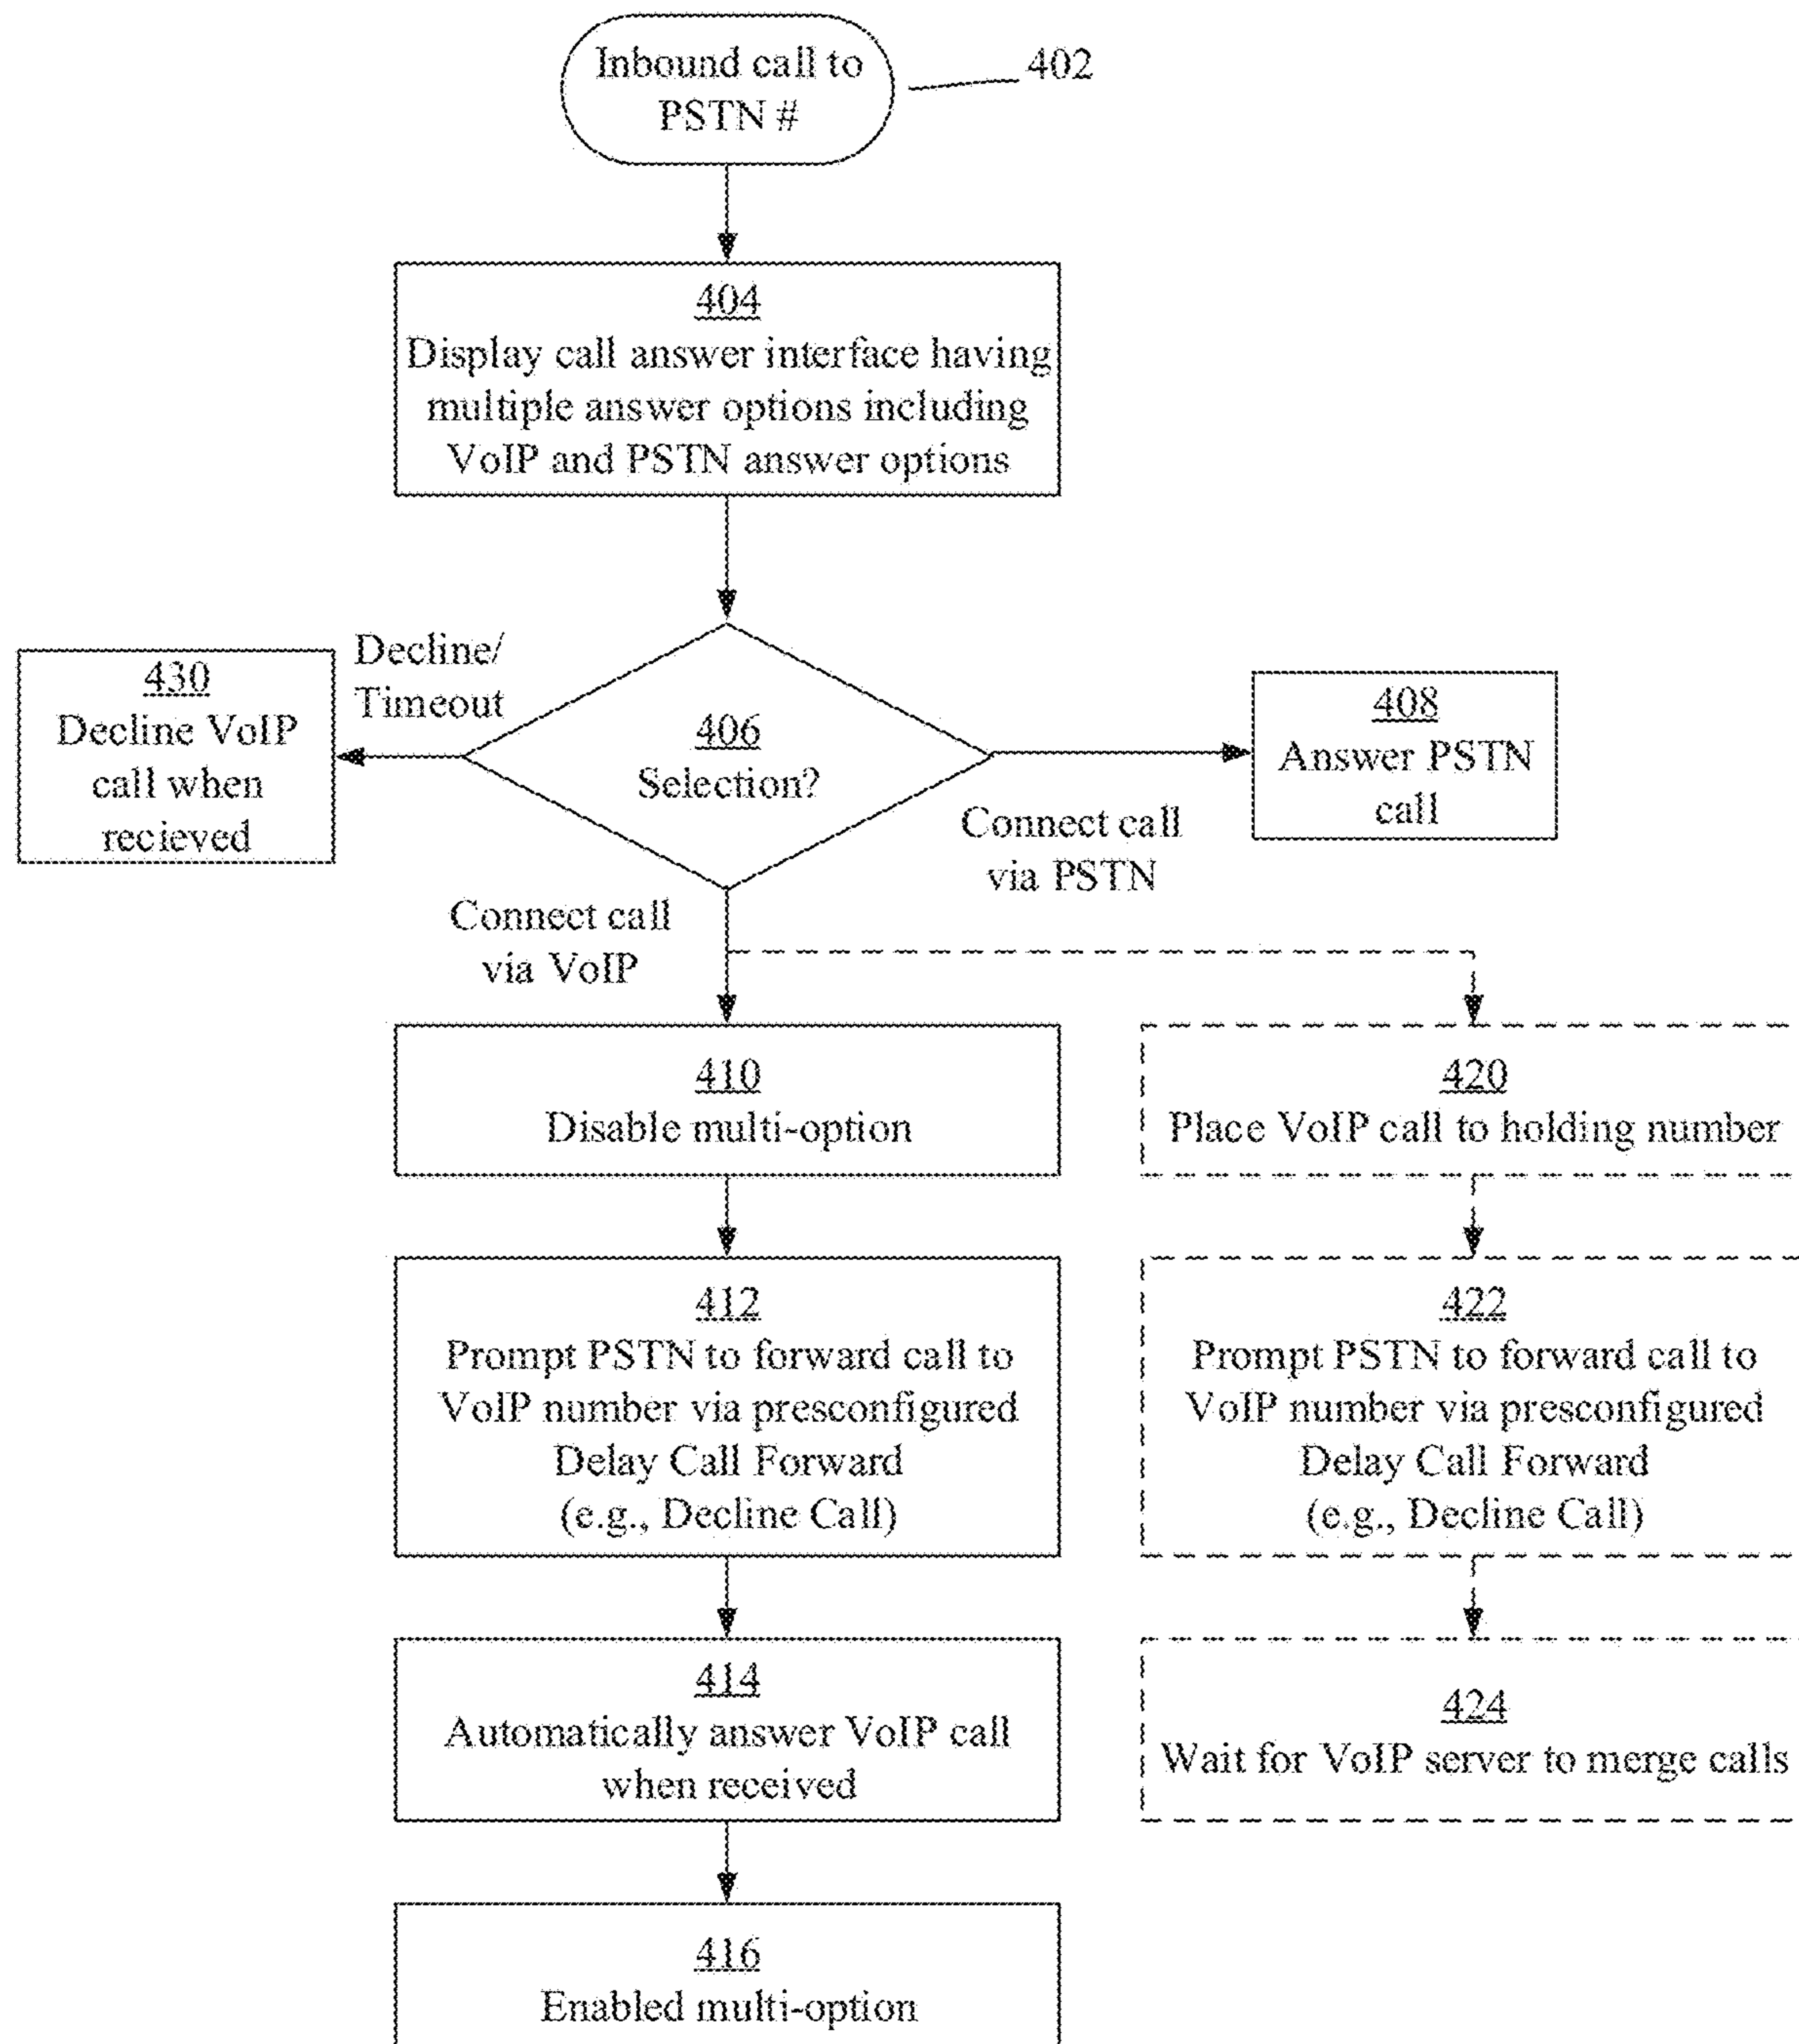 Inbound call to
PSTN #
402
404
Display call answer interface having
multiple answer options including
VoIP and PSTN answer options
Decline/
Timeout
430
Decline VoIP
call when
recieved
406
Selection?
408
Answer PSTN
call
Connect call
via PSTN
Connect call
via VoIP
410
Disable multi-option
420
Place VoIP call to holding number
412
Prompt PSTN to forward call to
VoIP number via presconfigured
Delay Call Forward
(e.g., Decline Call)
422
Prompt PSTN to forward call to
VoIP number via presconfigured
Delay Call Forward
(e.g., Decline Call)
414
Automatically answer VoIP call
when received
424
Wait for VoIP server to merge calls
416
Enabled multi-option